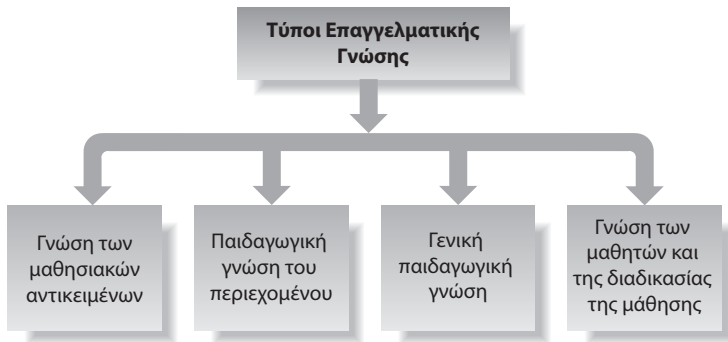 Τύποι Επαγγελματικής
Γνώσης
Γνώση των
μαθησιακών
αντικειμένων
Παιδαγωγική
γνώση του
περιεχομένου
Γενική
παιδαγωγική
γνώση
Γνώση των
μαθητών και
της διαδικασίας
της μάθησης